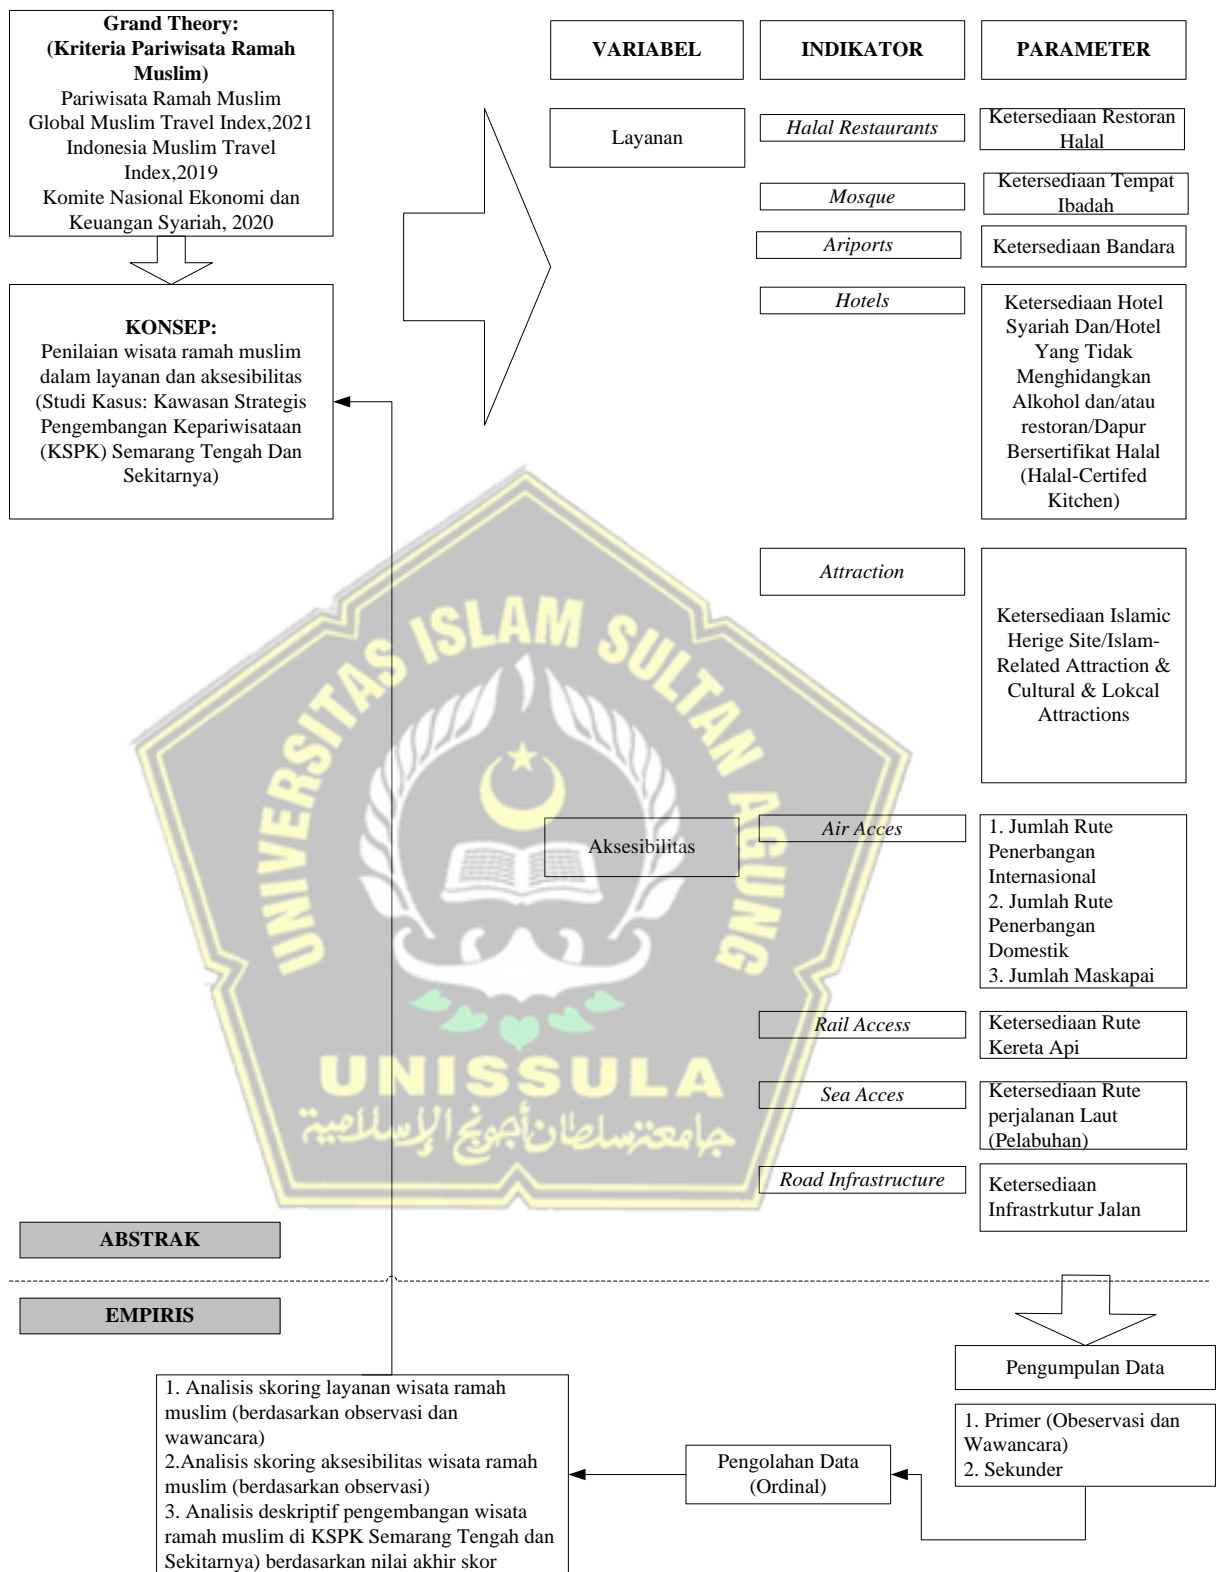 Grand Theory:
(Kriteria Pariwisata Ramah
Muslim)
Pariwisata Ramah Muslim
Global Muslim Travel Index,2021
Indonesia Muslim Travel
Index,2019
Komite Nasional Ekonomi dan
Keuangan Syariah, 2020
KONSEP:
Penilaian wisata ramah muslim
dalam layanan dan aksesibilitas
(Studi Kasus: Kawasan Strategis
Pengembangan Kepariwisataan
(KSPK) Semarang Tengah Dan
Sekitarnya)
VARIABEL
INDIKATOR
PARAMETER
Layanan
Halal Restaurants
Ketersediaan Restoran
Halal
Mosque
Ketersediaan Tempat
Ibadah
Ariports
Ketersediaan Bandara
Hotels
Ketersediaan Hotel
Syariah Dan/Hotel
Yang Tidak
Menghidangkan
Alkohol dan/atau
restoran/Dapur
Bersertifikat Halal
(Halal-Certifed
Kitchen)
Attraction
Ketersediaan Islamic
Herige Site/Islam-
Related Attraction &
Cultural & Lokcal
Attractions
Aksesibilitas
Air Acces
1. Jumlah Rute
Penerbangan
Internasional
2. Jumlah Rute
Penerbangan
Domestik
3. Jumlah Maskapai
Rail Access
Ketersediaan Rute
Kereta Api
Sea Acces
Ketersediaan Rute
perjalanan Laut
(Pelabuhan)
Road Infrastructure
Ketersediaan
Infrastrkutur Jalan
UNIVERSITAS ISLAM SULTAN AGUNG
UNISSULA
جامعة سلطان أجونج الإسلامية
ABSTRAK
EMPIRIS
Pengumpulan Data
1. Primer (Obeservasi dan
Wawancara)
2. Sekunder
Pengolahan Data
(Ordinal)
1. Analisis skoring layanan wisata ramah
muslim (berdasarkan observasi dan
wawancara)
2.Analisis skoring aksesibilitas wisata ramah
muslim (berdasarkan observasi)
3. Analisis deskriptif pengembangan wisata
ramah muslim di KSPK Semarang Tengah dan
Sekitarnya) berdasarkan nilai akhir skor